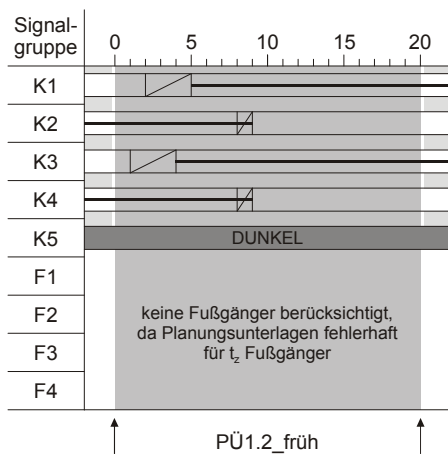 Signal-
gruppe
0 5 10 15 20
K1
K2
K3
K4
K5
DUNKEL
F1
F2
F3
F4
keine Fußgänger berücksichtigt,
da Planungsunterlagen fehlerhaft
für tz Fußgänger
PÜ1.2_früh